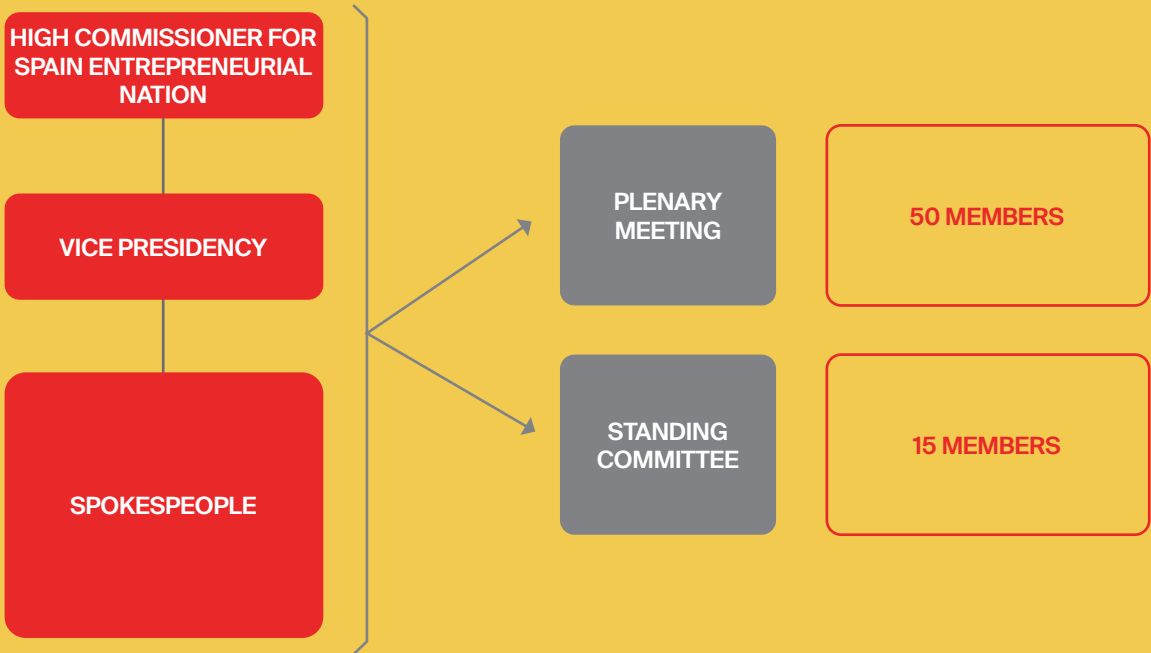 HIGH COMMISSIONER FOR
SPAIN ENTREPRENEURIAL
NATION
VICE PRESIDENCY
SPOKESPEOPLE
PLENARY
MEETING
50 MEMBERS
STANDING
COMMITTEE
15 MEMBERS